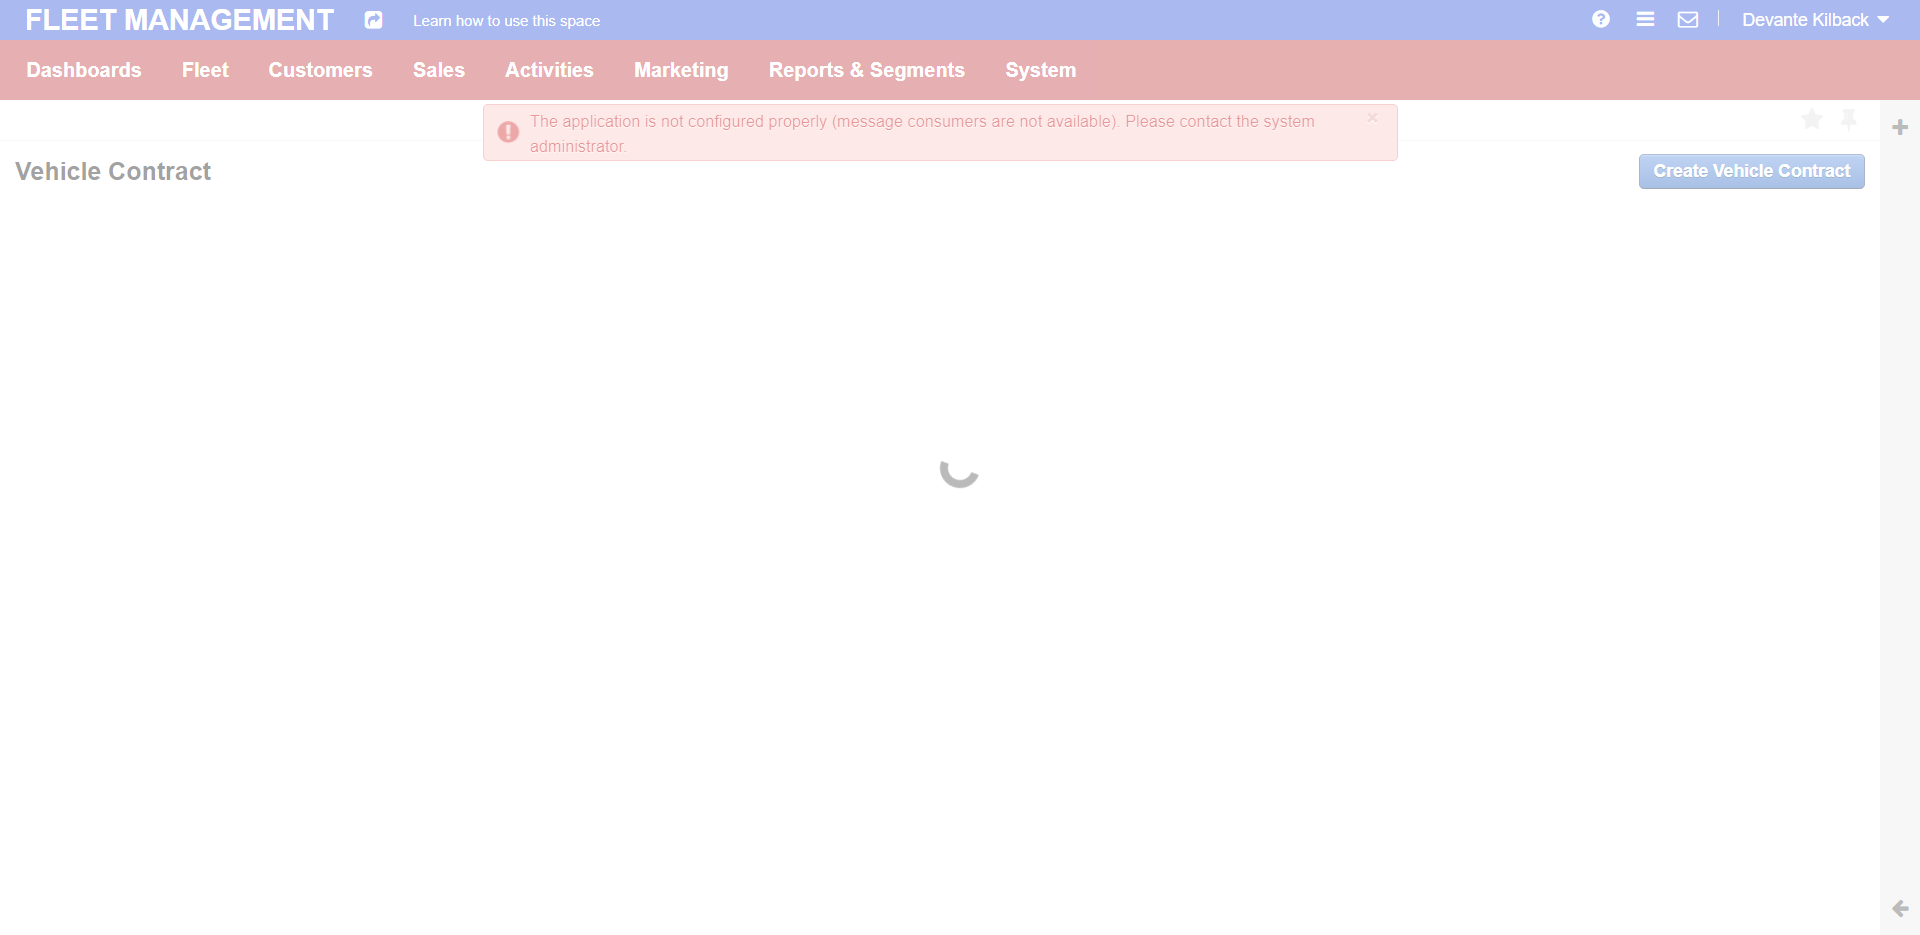 FLEET MANAGEMENT
Learn how to use this space
Devante Kilback
Dashboards
Fleet
Customers
Sales
Activities
Marketing
Reports & Segments
System
The application is not configured properly (message consumers are not available). Please contact the system
administrator.
×
Vehicle Contract
Create Vehicle Contract